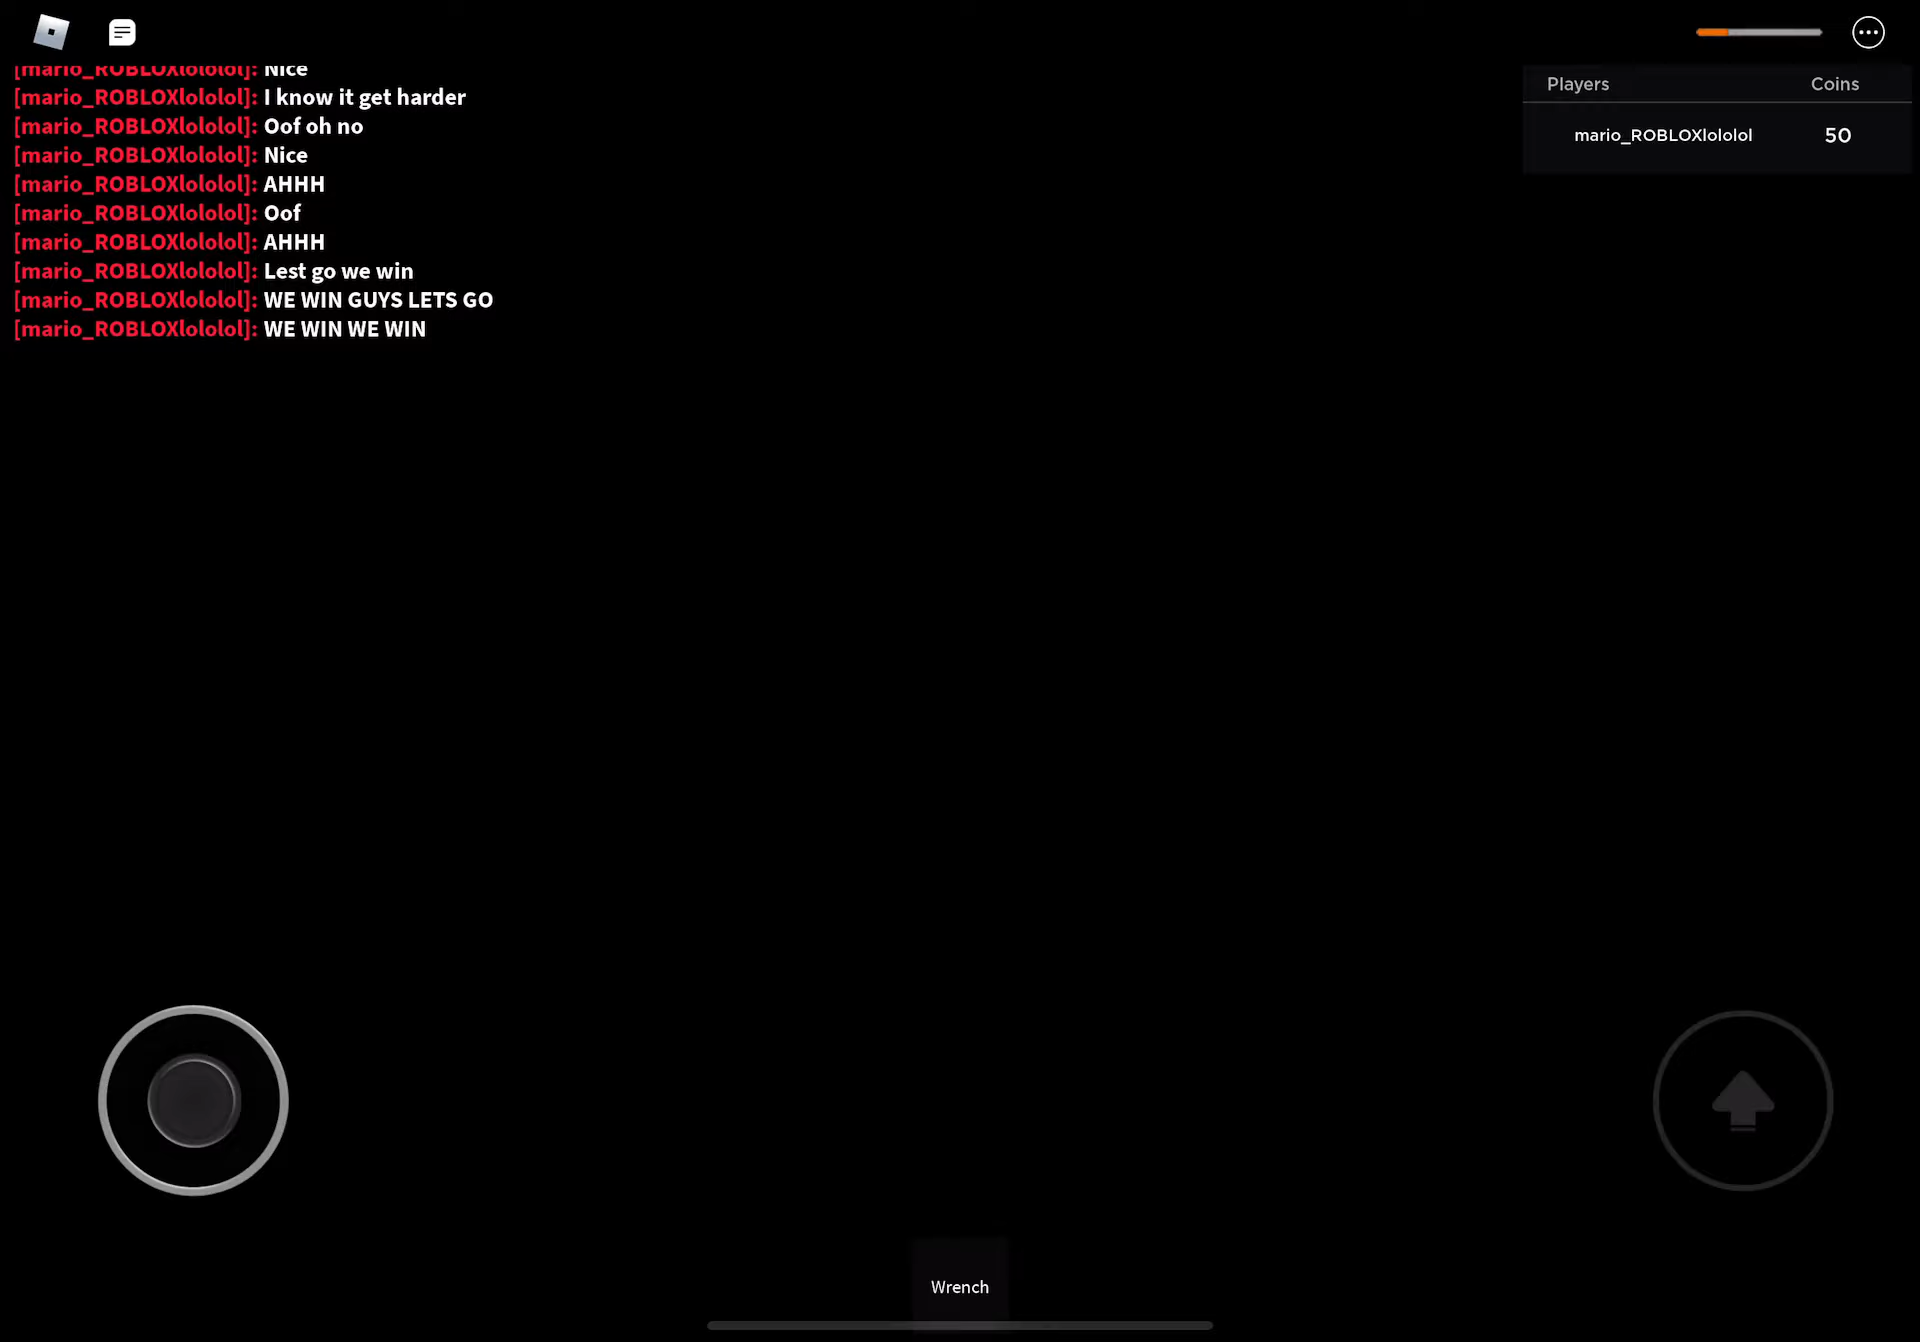 [mario_ROBLOXlololol]: Nice
[mario_ROBLOXlololol]: I know it get harder
[mario_ROBLOXlololol]: Oof oh no
[mario_ROBLOXlololol]: Nice
[mario_ROBLOXlololol]: AHHH
[mario_ROBLOXlololol]: Oof
[mario_ROBLOXlololol]: AHHH
[mario_ROBLOXlololol]: Lest go we win
[mario_ROBLOXlololol]: WE WIN GUYS LETS GO
[mario_ROBLOXlololol]: WE WIN WE WIN
Players Coins
mario_ROBLOXlololol 50
Wrench